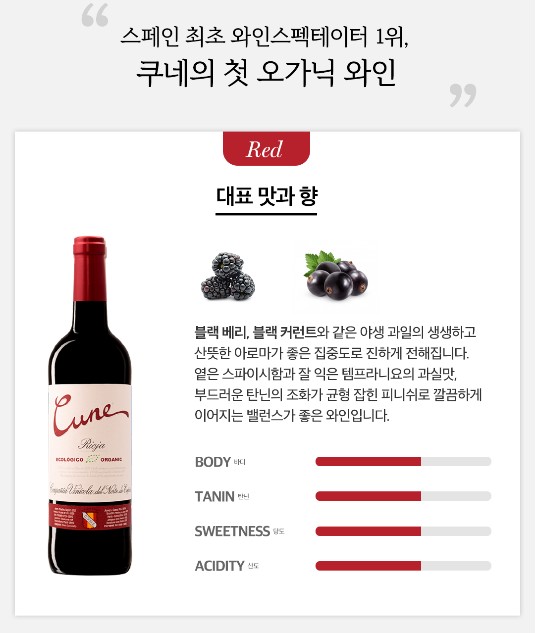 스페인 최초 와인스펙테이터 1위,
쿠네의 첫 오가닉 와인
Red
대표 맛과 향
블랙 베리, 블랙 커런트와 같은 야생 과일의 생생하고
산뜻한 아로마가 좋은 집중도로 진하게 전해집니다.
옅은 스파이시함과 잘 익은 템프라니요의 과실맛,
부드러운 탄닌의 조화가 균형 잡힌 피니쉬로 깔끔하게
이어지는 밸런스가 좋은 와인입니다.
Cune
Rioja
ECOLOGICO ORGANIC
BODY 바디
TANIN 탄닌
SWEETNESS 당도
ACIDITY 산도